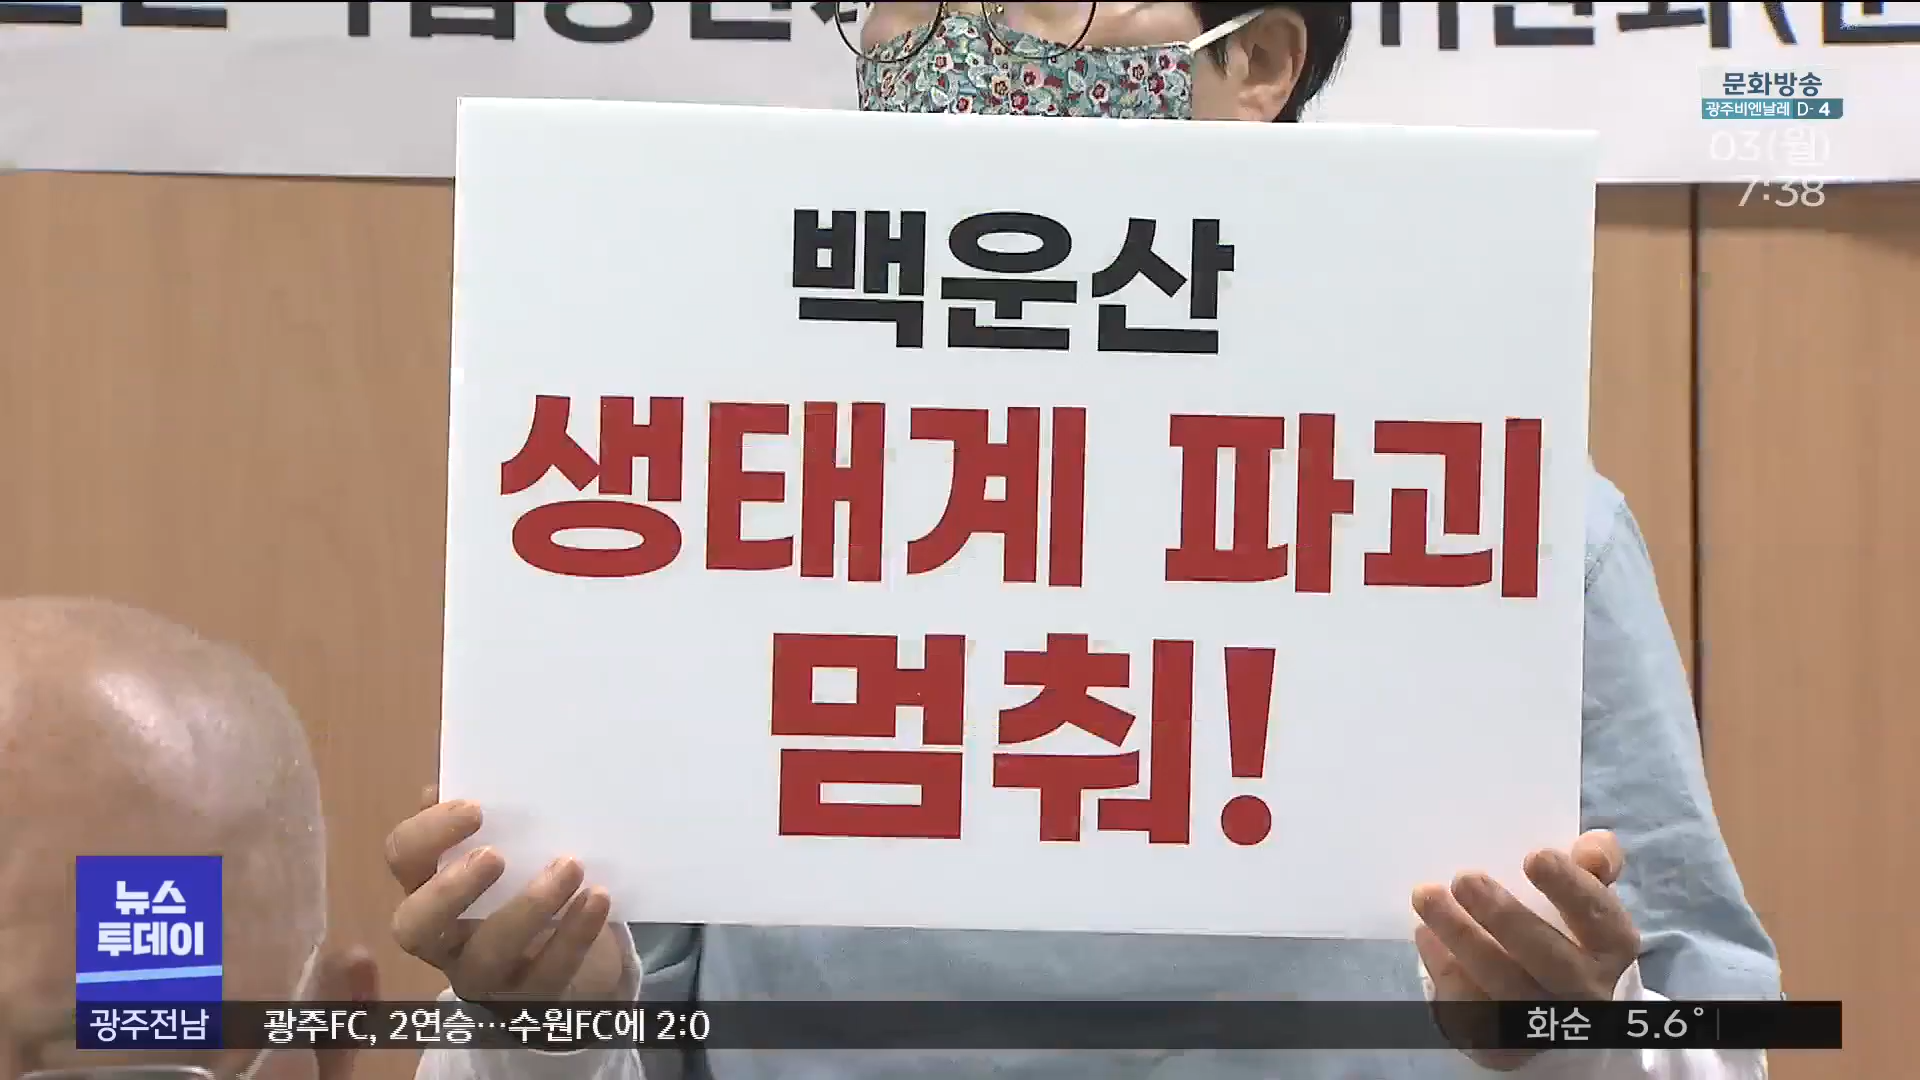 문화방송
광주비엔날레 D-4
03(월)
7:38
백운산
생태계 파괴
멈춰!
뉴스
투데이
광주전남
광주FC, 2연승…수원FC에 2:0
화순 5.6°